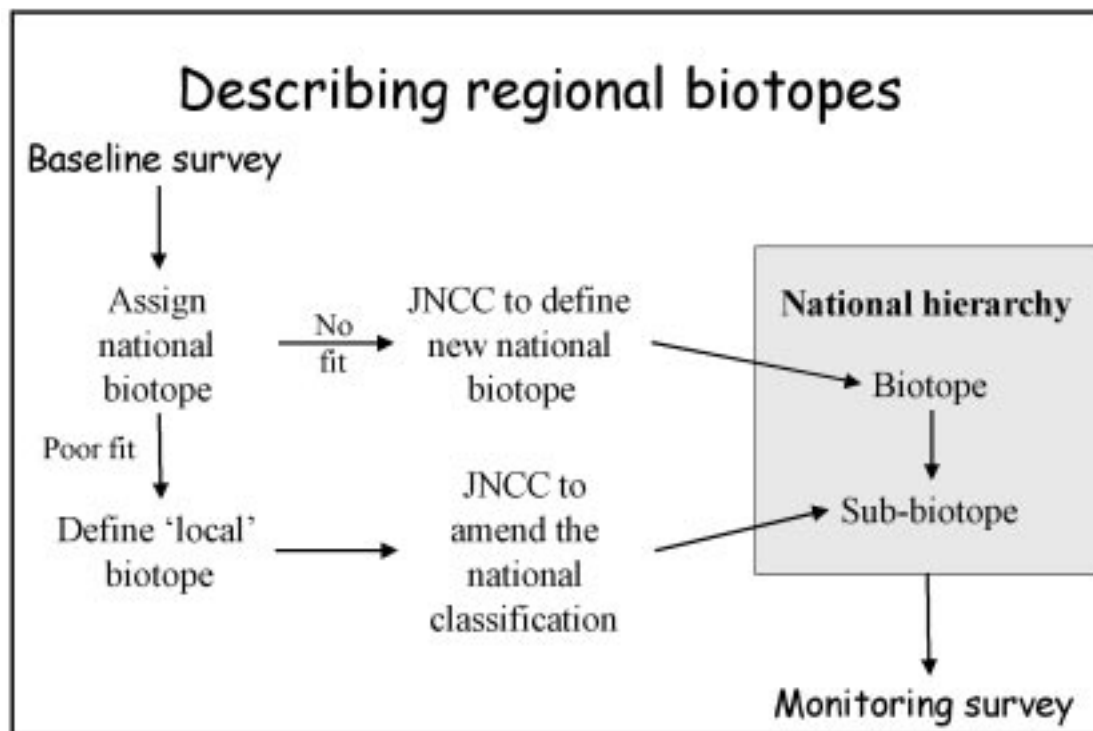 Describing regional biotopes
Baseline survey
Assign
national
biotope
No
fit
JNCC to define
new national
biotope
National hierarchy
Biotope
Poor fit
Define ‘local’
biotope
JNCC to
amend the
national
classification
Sub-biotope
Monitoring survey